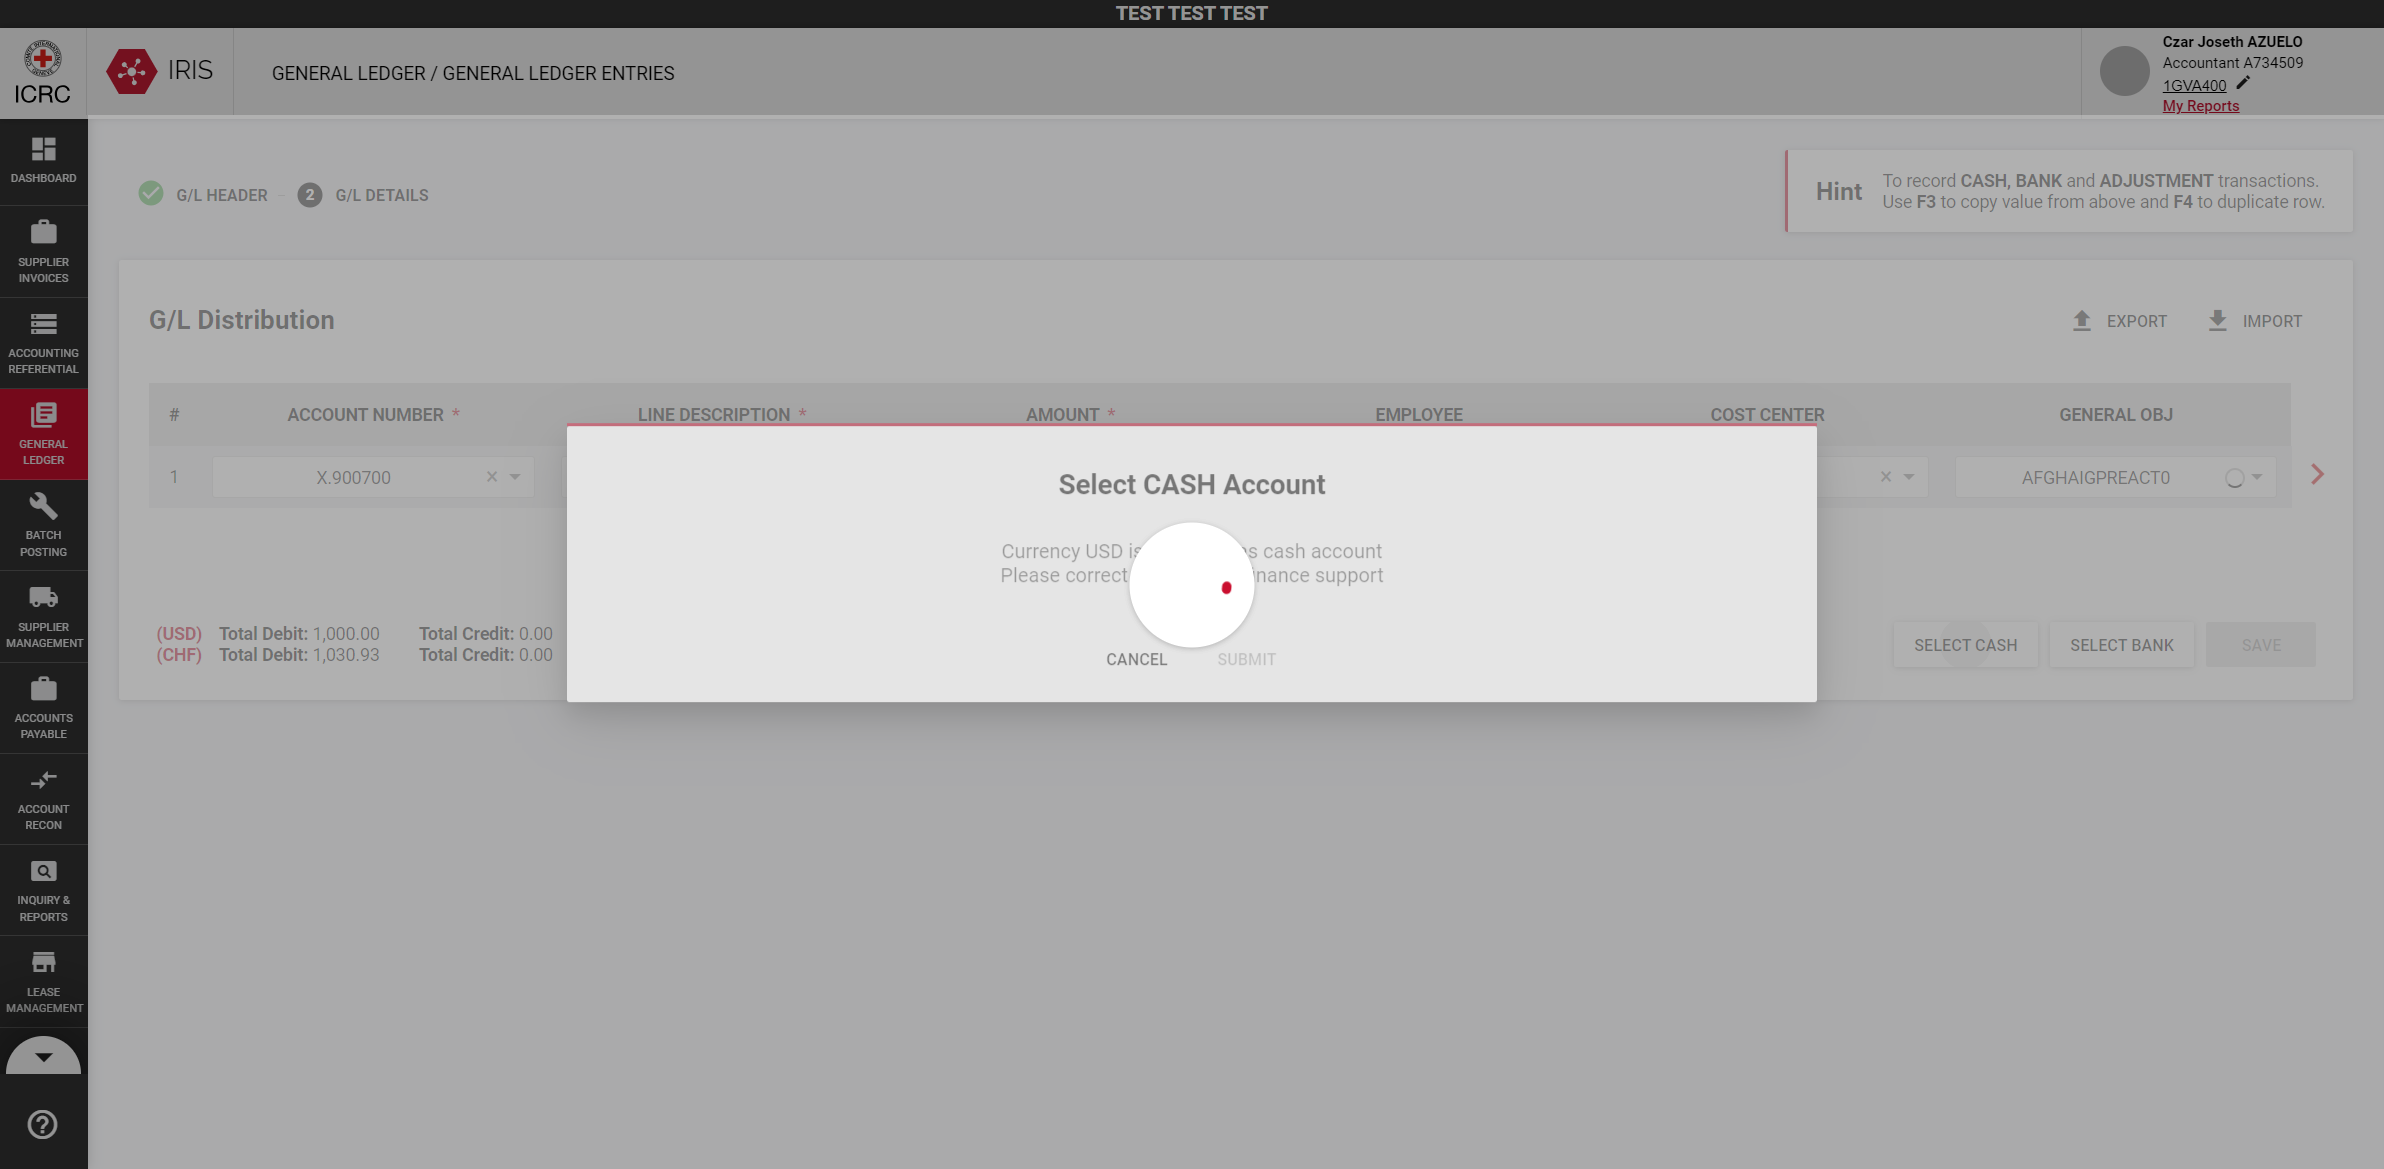 TEST TEST TEST
ICRC
IRIS
GENERAL LEDGER / GENERAL LEDGER ENTRIES
Czar Joseth AZUELO
Accountant A734509
1GVA400
My Reports
DASHBOARD
SUPPLIER
INVOICES
ACCOUNTING
REFERENTIAL
GENERAL
LEDGER
BATCH
POSTING
SUPPLIER
MANAGEMENT
ACCOUNTS
PAYABLE
ACCOUNT
RECON
INQUIRY &
REPORTS
LEASE
MANAGEMENT
G/L HEADER
2 G/L DETAILS
Hint
To record CASH, BANK and ADJUSTMENT transactions.
Use F3 to copy value from above and F4 to duplicate row.
G/L Distribution
EXPORT
IMPORT
# ACCOUNT NUMBER * LINE DESCRIPTION * AMOUNT * EMPLOYEE COST CENTER GENERAL OBJ
1 X.900700 AFGHAIGPREACT0
Select CASH Account
Currency USD is cash account
Please correct support
CANCEL SUBMIT
(USD) Total Debit: 1,000.00 Total Credit: 0.00
(CHF) Total Debit: 1,030.93 Total Credit: 0.00
SELECT CASH SELECT BANK SAVE